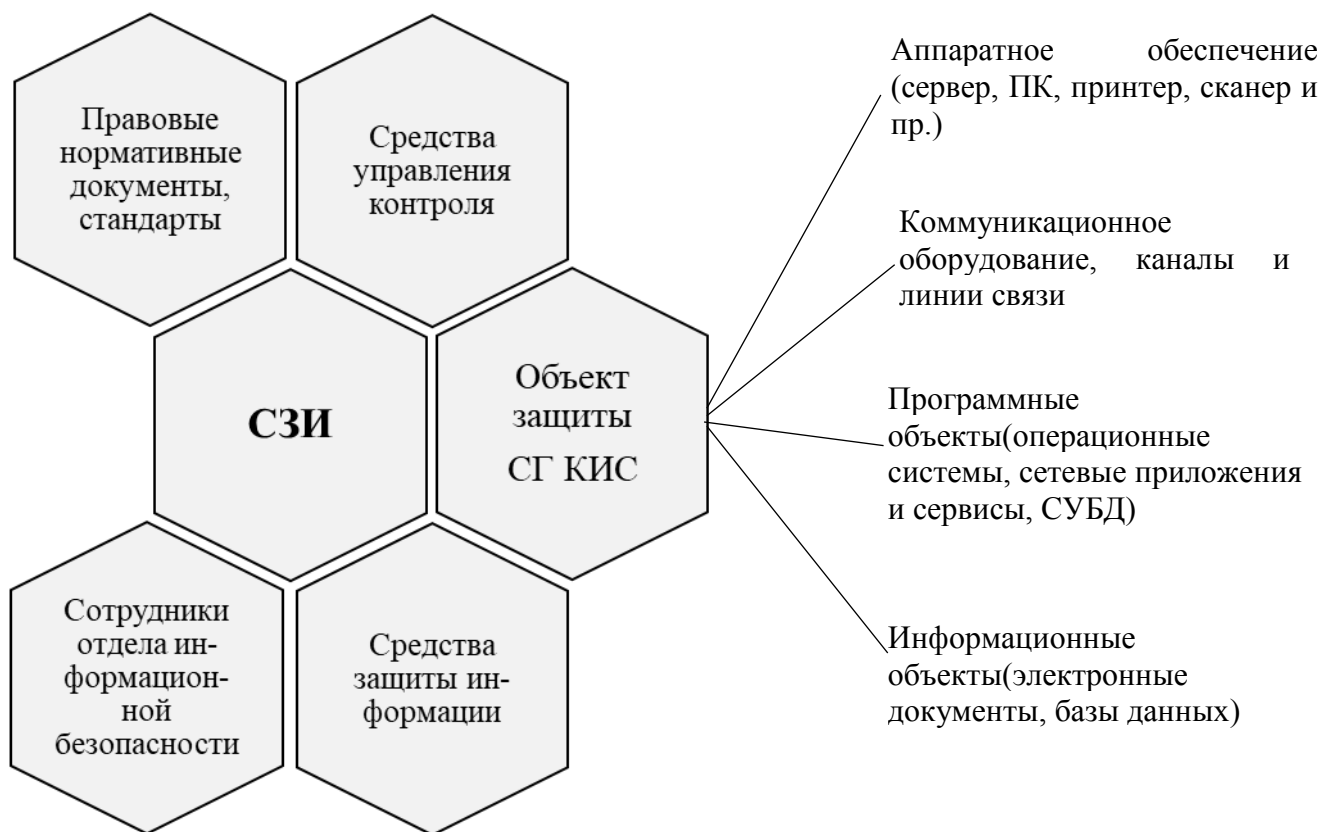 Правовые
нормативные
документы,
стандарты
Средства
управления
контроля
СЗИ
Объект
защиты
СГ КИС
Сотрудники
отдела ин-
формацион-
ной
безопасности
Средства
защиты ин-
формации
Аппаратное обеспечение
(сервер, ПК, принтер, сканер и
пр.)
Коммуникационное
оборудование, каналы и
линии связи
Программные
объекты(операционные
системы, сетевые приложения
и сервисы, СУБД)
Информационные
объекты(электронные
документы, базы данных)